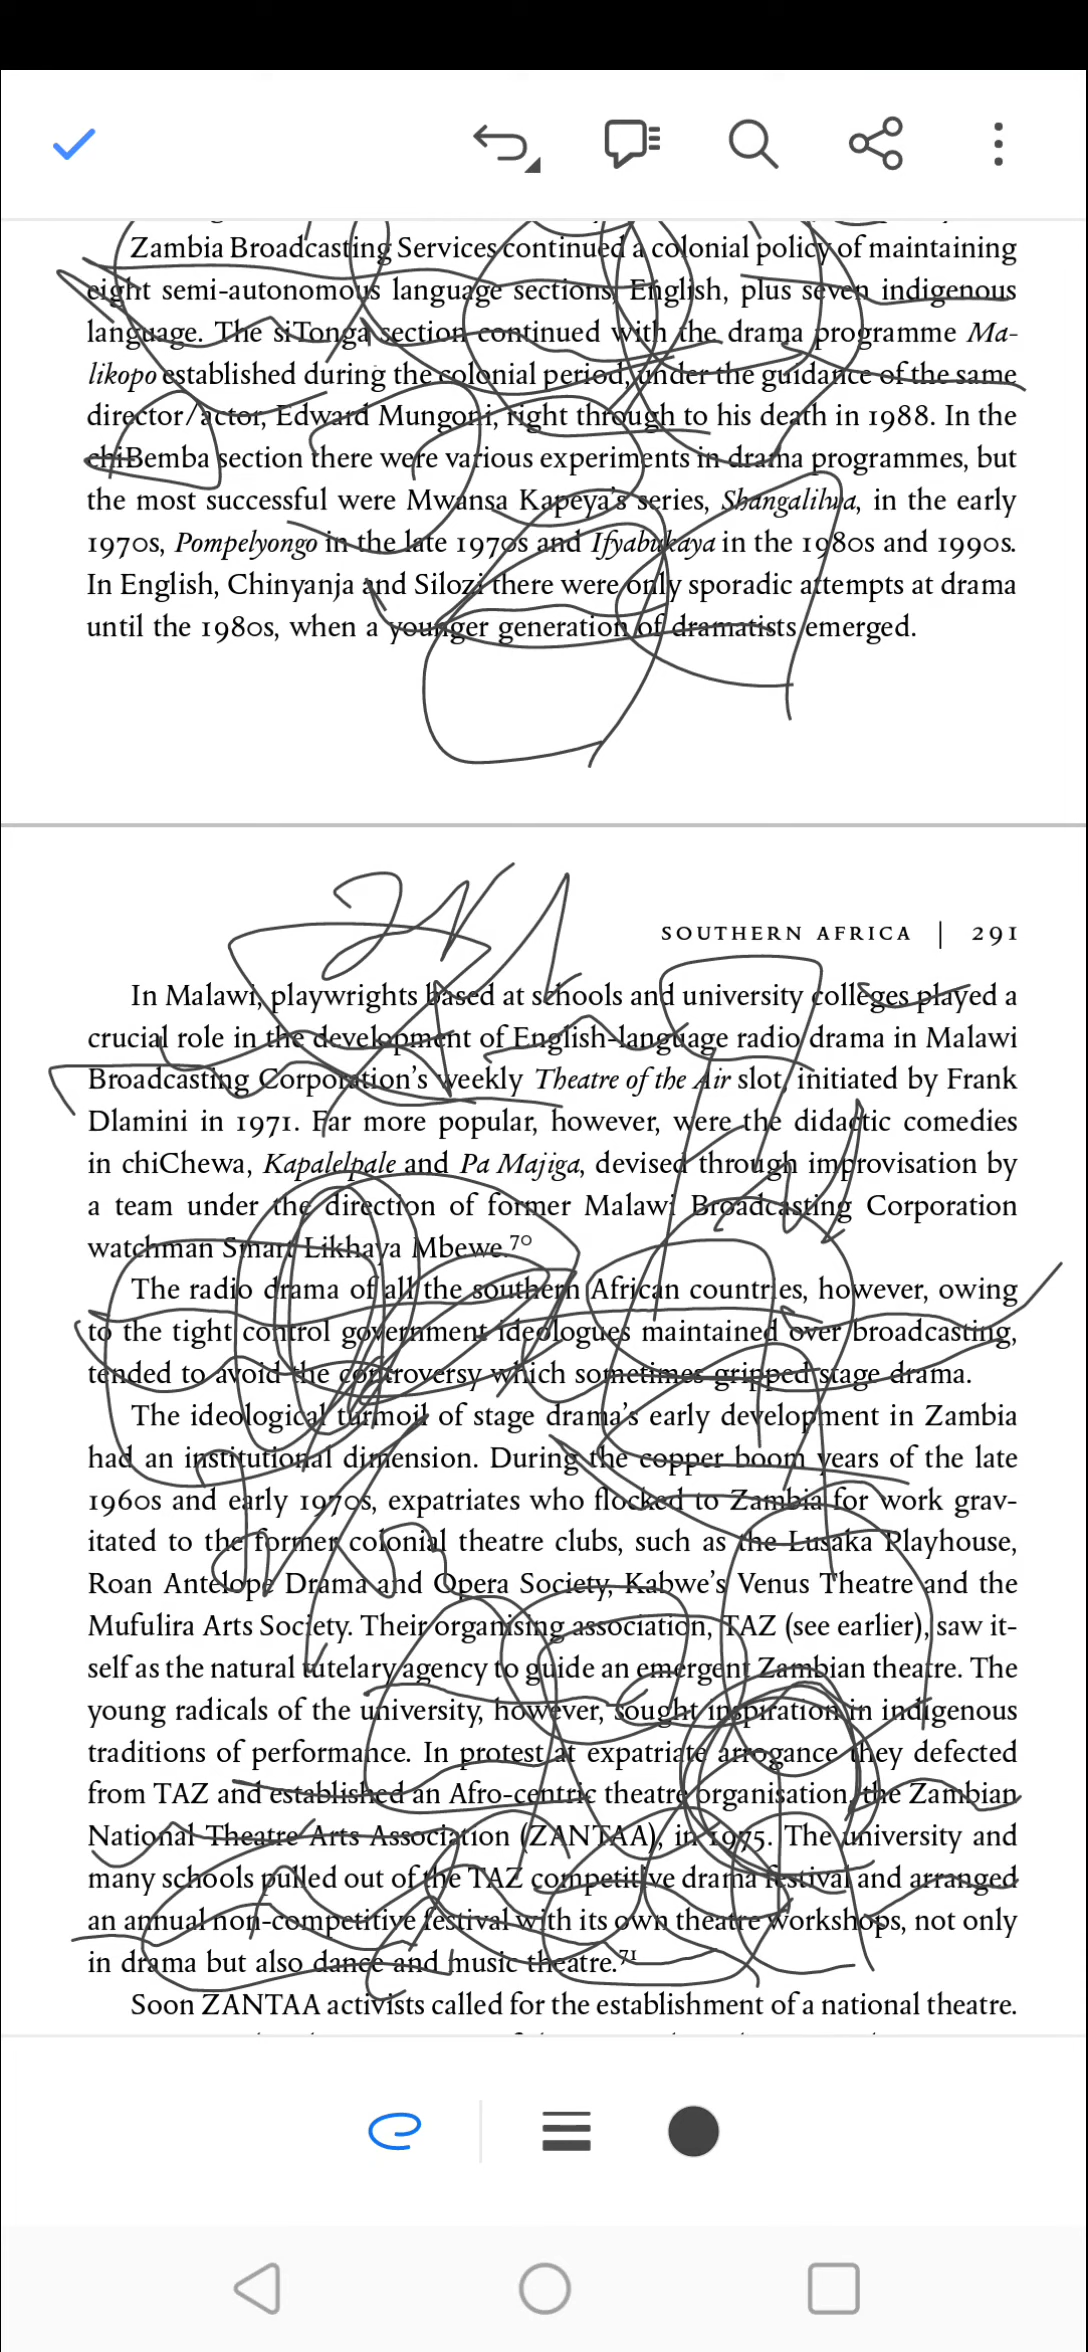 Zambia Broadcasting Services continued a colonial policy of maintaining
eight semi-autonomous language sections, English, plus seven indigenous
language. The siTonga section continued with the drama programme Ma-
likopo established during the colonial period, under the guidance of the same
director/actor, Edward Mungoni, right through to his death in 1988. In the
chiBemba section there were various experiments in drama programmes, but
the most successful were Mwansa Kapeya's series, Shangalilwa, in the early
1970s, Pompelyongo in the late 1970s and Ifyabukaya in the 1980s and 1990s.
In English, Chinyanja and Silozi there were only sporadic attempts at drama
until the 1980s, when a younger generation of dramatists emerged.
SOUTHERN AFRICA | 291
In Malawi, playwrights based at schools and university colleges played a
crucial role in the development of English-language radio drama in Malawi
Broadcasting Corporation's weekly Theatre of the Air slot, initiated by Frank
Dlamini in 1971. Far more popular, however, were the didactic comedies
in chiChewa, Kapalelpale and Pa Majiga, devised through improvisation by
a team under the direction of former Malawi Broadcasting Corporation
watchman Smart Likhaya Mbewe.70
The radio drama of all the southern African countries, however, owing
to the tight control government ideologues maintained over broadcasting,
tended to avoid the controversy which sometimes gripped stage drama.
The ideological turmoil of stage drama's early development in Zambia
had an institutional dimension. During the copper boom years of the late
1960s and early 1970s, expatriates who flocked to Zambia for work grav-
itated to the former colonial theatre clubs, such as the Lusaka Playhouse,
Roan Antelope Drama and Opera Society, Kabwe's Venus Theatre and the
Mufulira Arts Society. Their organising association, TAZ (see earlier), saw it-
self as the natural tutelary agency to guide an emergent Zambian theatre. The
young radicals of the university, however, sought inspiration in indigenous
traditions of performance. In protest at expatriate arrogance they defected
from TAZ and established an Afro-centric theatre organisation, the Zambian
National Theatre Arts Association (ZANTAA), in 1975. The university and
many schools pulled out of the TAZ competitive drama festival and arranged
an annual non-competitive festival with its own theatre workshops, not only
in drama but also dance and music theatre.71
Soon ZANTAA activists called for the establishment of a national theatre.